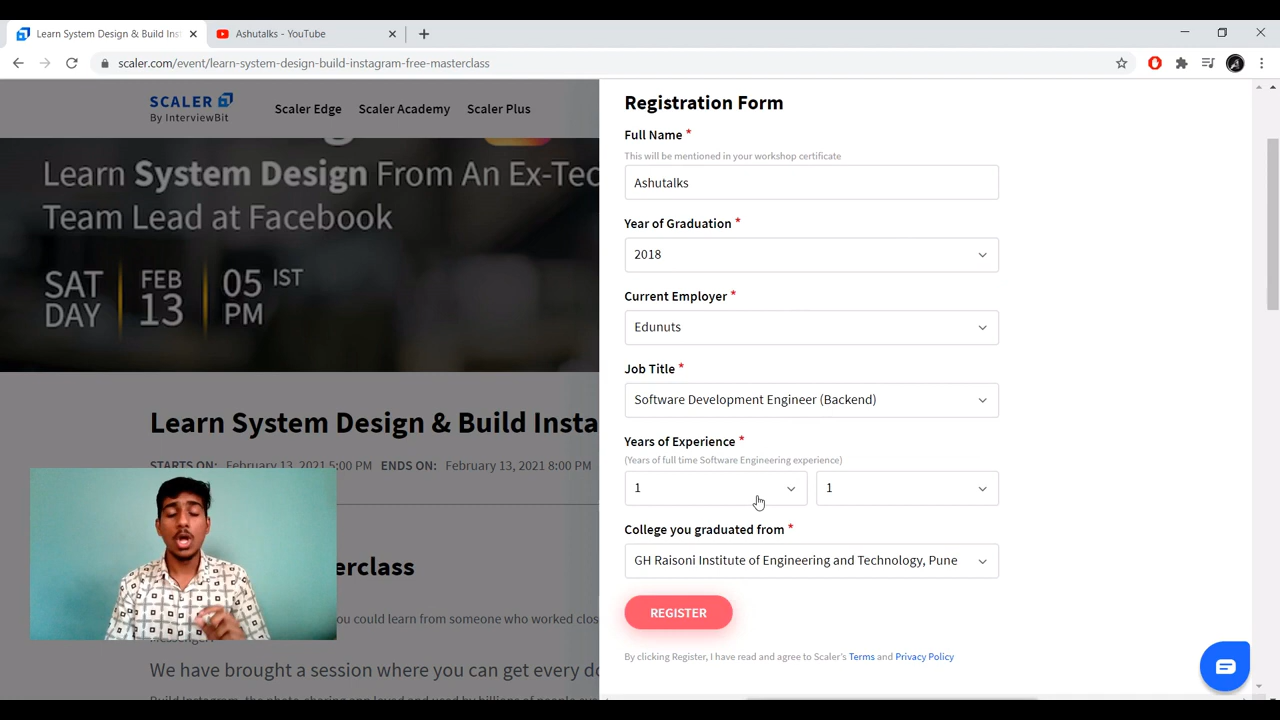 Learn System Design & Build Inst
Ashutalks - YouTube
scaler.com/event/learn-system-design-build-instagram-free-masterclass
SCALER
By InterviewBit
Scaler Edge
Scaler Academy
Scaler Plus
Learn System Design From An Ex-Tec
Team Lead at Facebook
SAT
DAY
FEB
13
05
PM
IST
Learn System Design & Build Insta
STARTS ON: February 13, 2021 5:00 PM ENDS ON: February 13, 2021 8:00 PM
you could learn from someone who worked clos
We have brought a session where you can get every do
Registration Form
Full Name *
This will be mentioned in your workshop certificate
Ashutalks
Year of Graduation *
2018
Current Employer *
Edunuts
Job Title *
Software Development Engineer (Backend)
Years of Experience *
(Years of full time Software Engineering experience)
1
1
College you graduated from *
GH Raisoni Institute of Engineering and Technology, Pune
REGISTER
By clicking Register, I have read and agree to Scaler's Terms and Privacy Policy